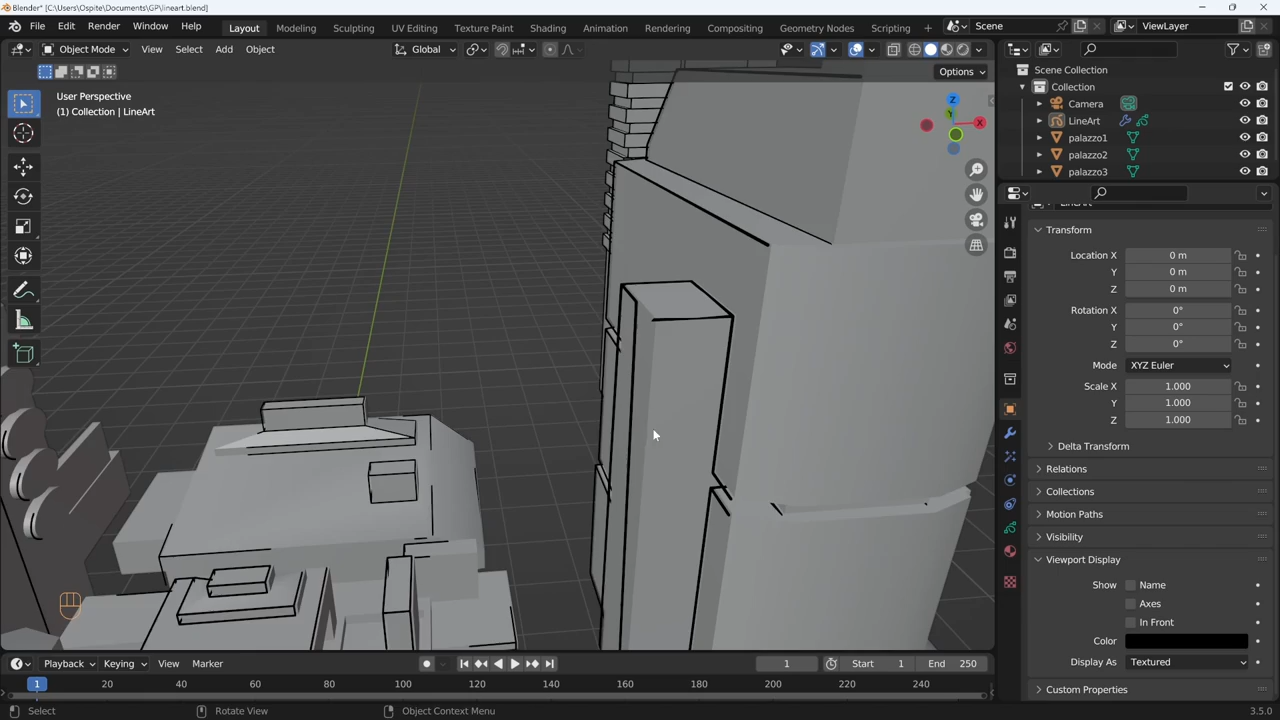 Blender* [C:\Users\Ospite\Documents\GP\lineart.blend]
File Edit Render Window Help
Layout Modeling Sculpting UV Editing Texture Paint Shading Animation Rendering Compositing Geometry Nodes Scripting
Scene ViewLayer
Object Mode View Select Add Object Global
Options
User Perspective
(1) Collection | LineArt
Z
Y
X
Scene Collection
Collection
Camera
LineArt
palazzo1
palazzo2
palazzo3
Transform
Location X 0 m
Y 0 m
Z 0 m
Rotation X 0°
Y 0°
Z 0°
Mode XYZ Euler
Scale X 1.000
Y 1.000
Z 1.000
Delta Transform
Relations
Collections
Motion Paths
Visibility
Viewport Display
Show Name
Axes
In Front
Color
Display As Textured
Custom Properties
Playback Keying View Marker 1 Start 1 End 250
1 20 40 60 80 100 120 140 160 180 200 220 240
Select Rotate View Object Context Menu 3.5.0